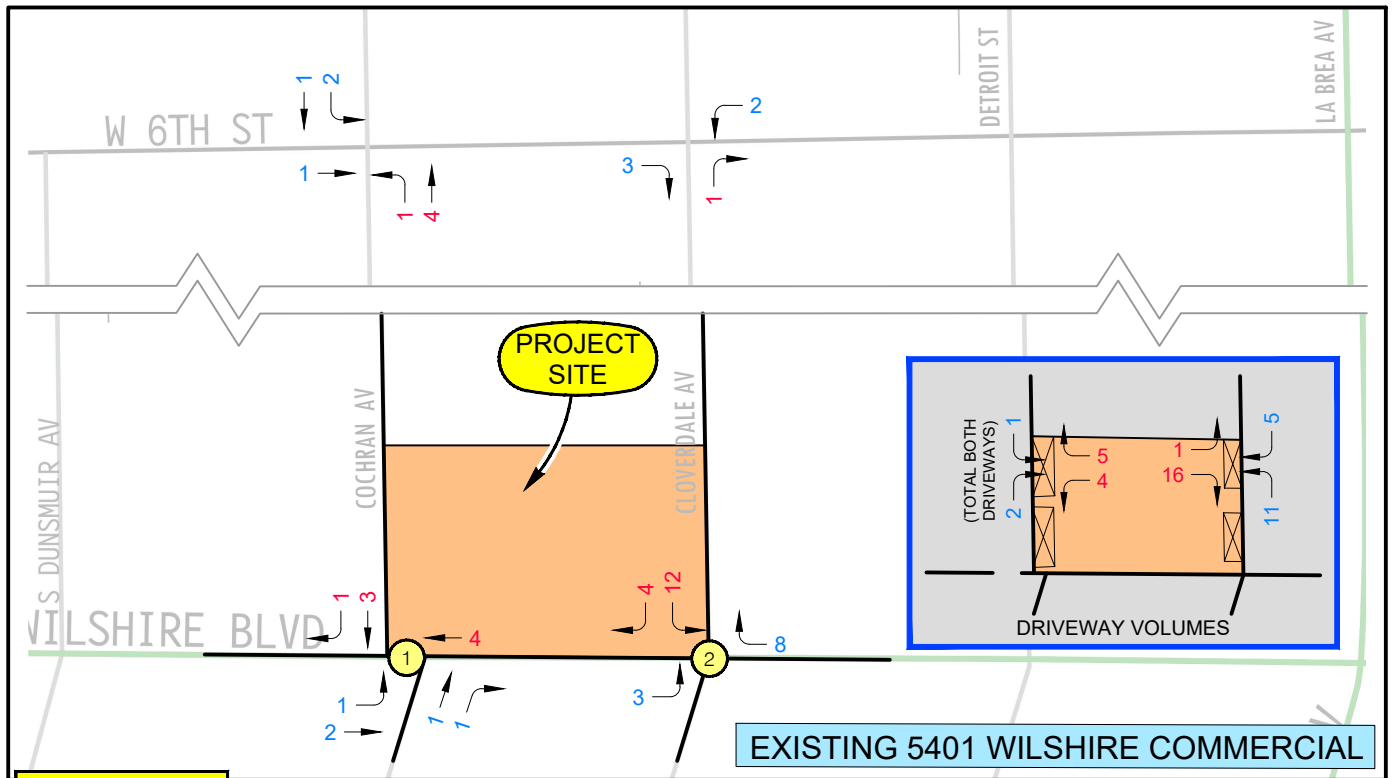 DETROIT ST
LA BREA AV
1
2
W 6TH ST
2
1
3
1
4
1
PROJECT
SITE
S DUNSMUIR AV
COCHRAN AV
CLOVERDALE AV
(TOTAL BOTH
DRIVEWAYS)
1
5
5
1
4
16
2
11
DRIVEWAY VOLUMES
WILSHIRE BLVD
1
3
4
4
12
8
1
2
1
2
1
1
3
EXISTING 5401 WILSHIRE COMMERCIAL